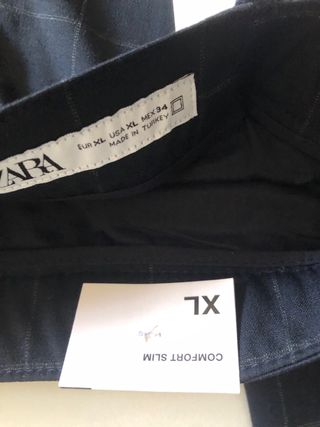 ZARA
EUR XL USA XL MEX 34
MADE IN TURKEY
XL
COMFORT SLIM